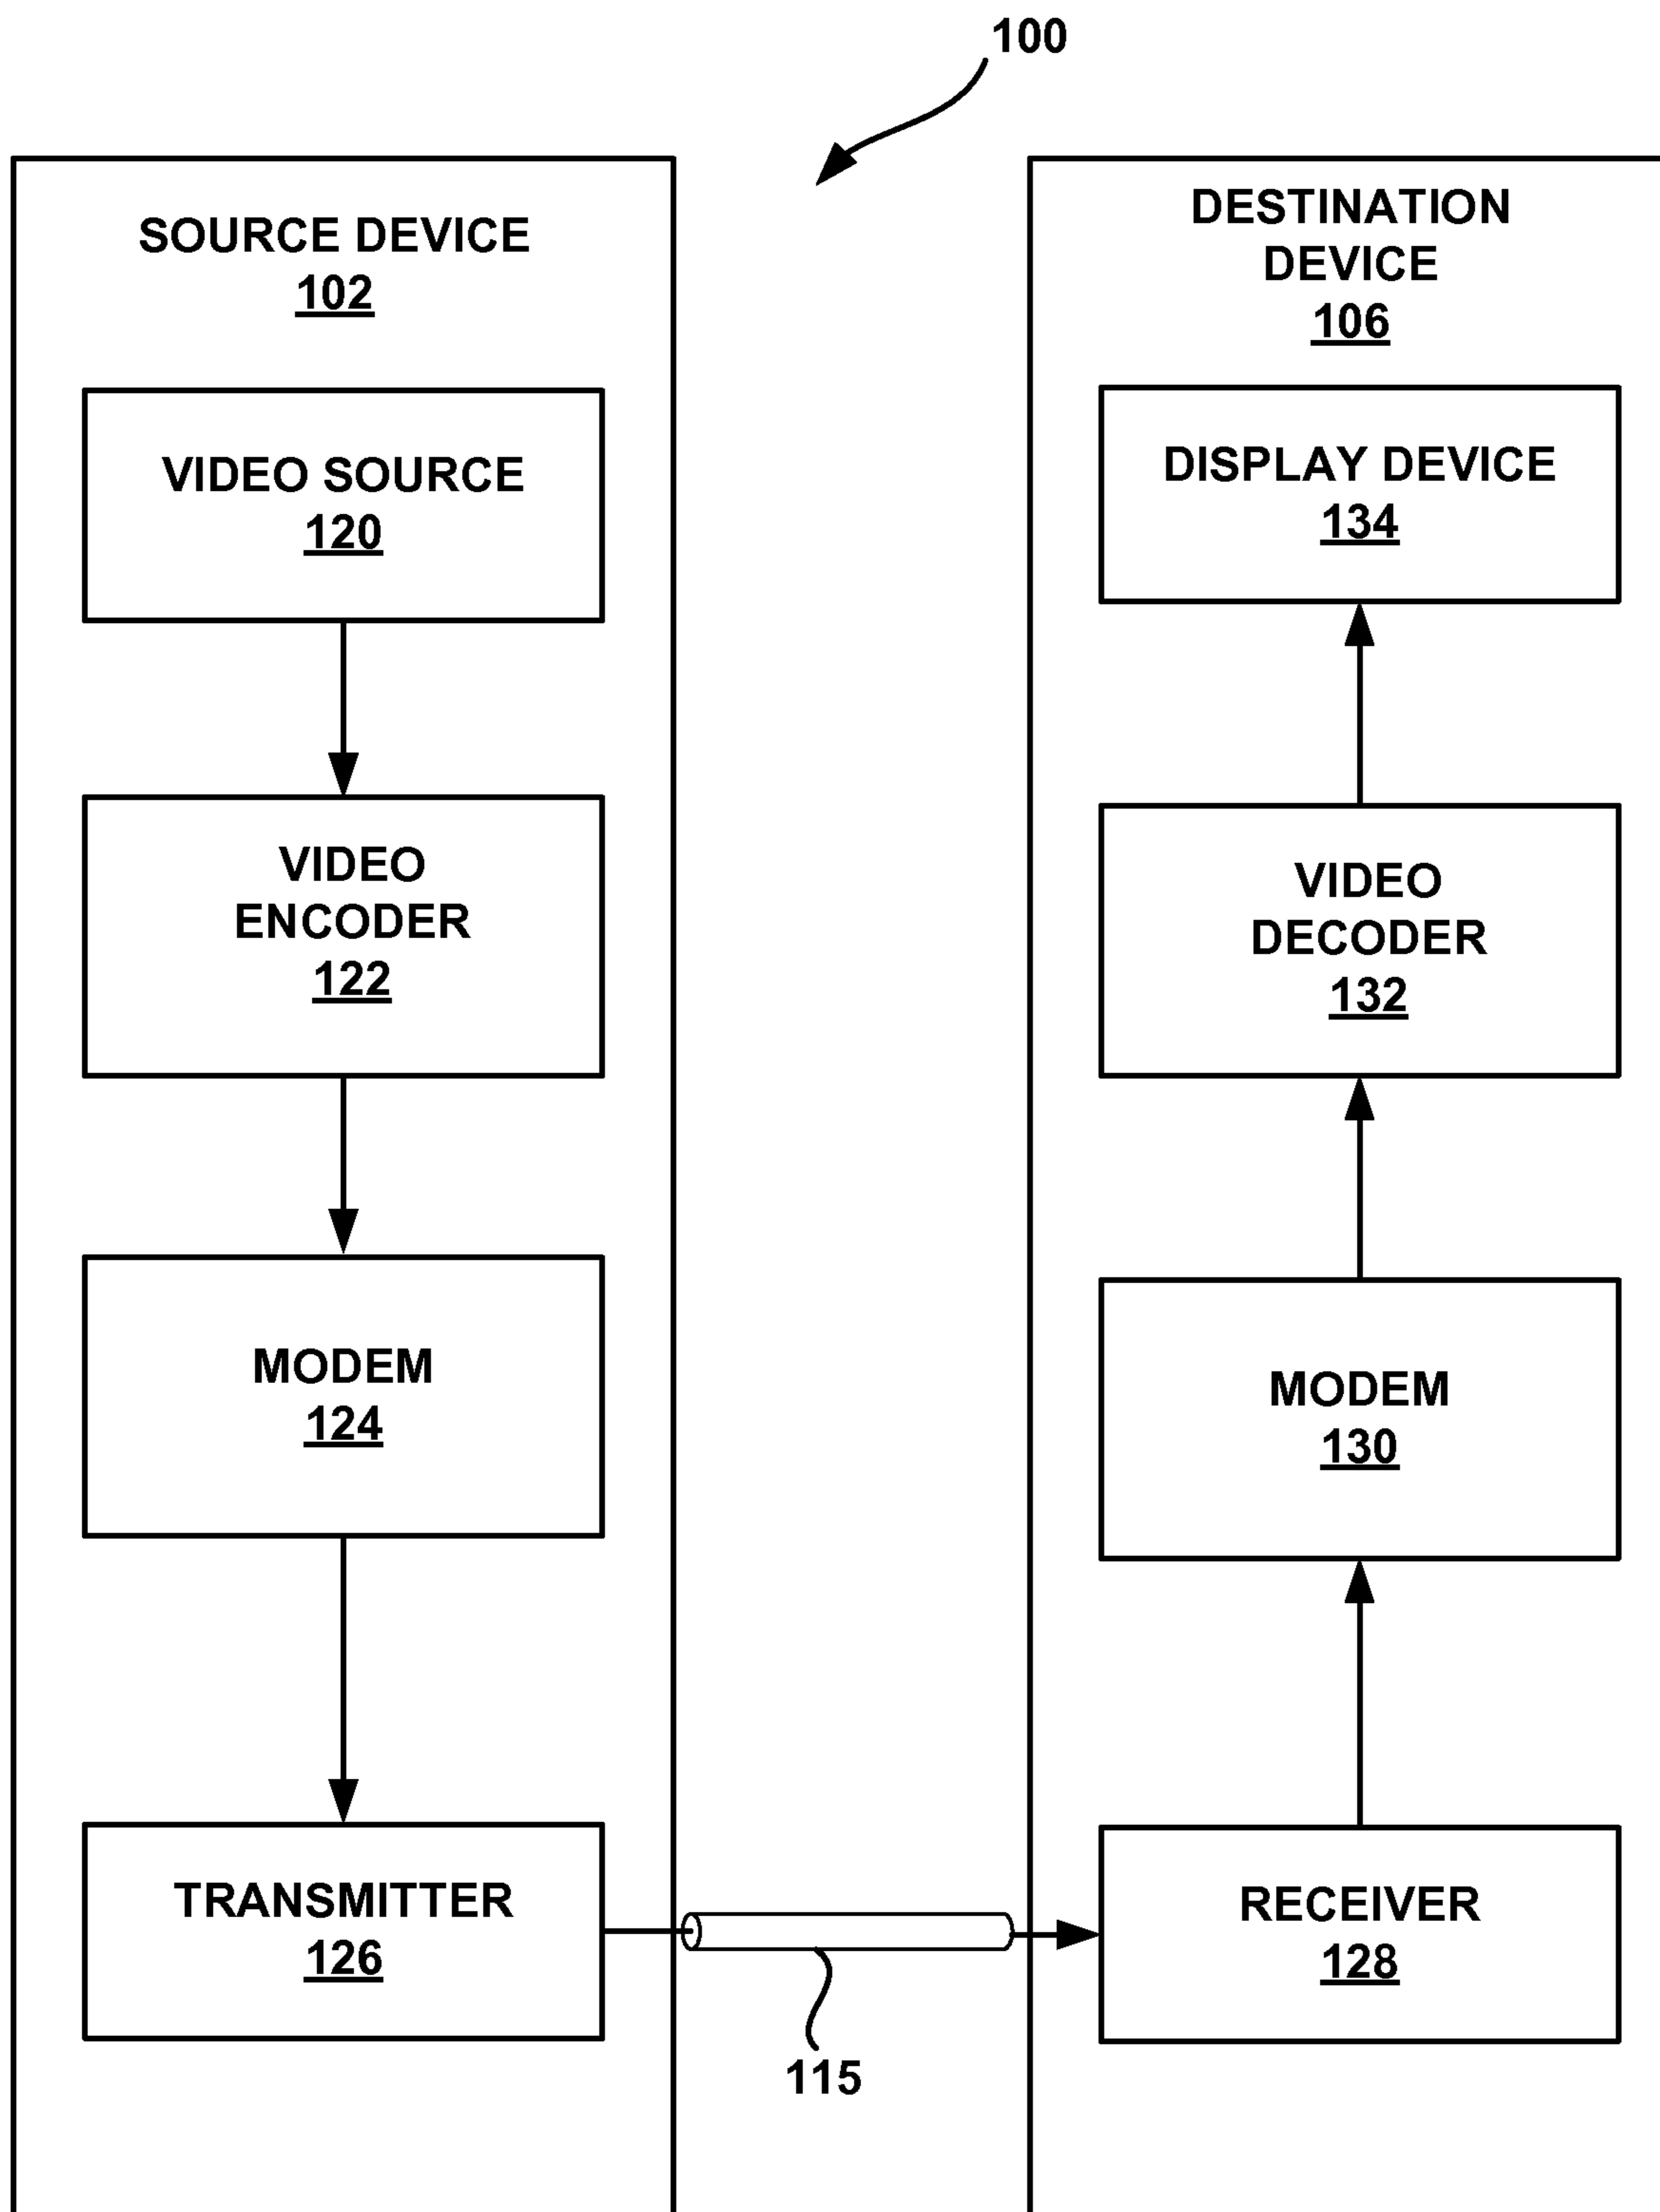 100
SOURCE DEVICE
102
VIDEO SOURCE
120
VIDEO
ENCODER
122
MODEM
124
TRANSMITTER
126
115
DESTINATION
DEVICE
106
DISPLAY DEVICE
134
VIDEO
DECODER
132
MODEM
130
RECEIVER
128